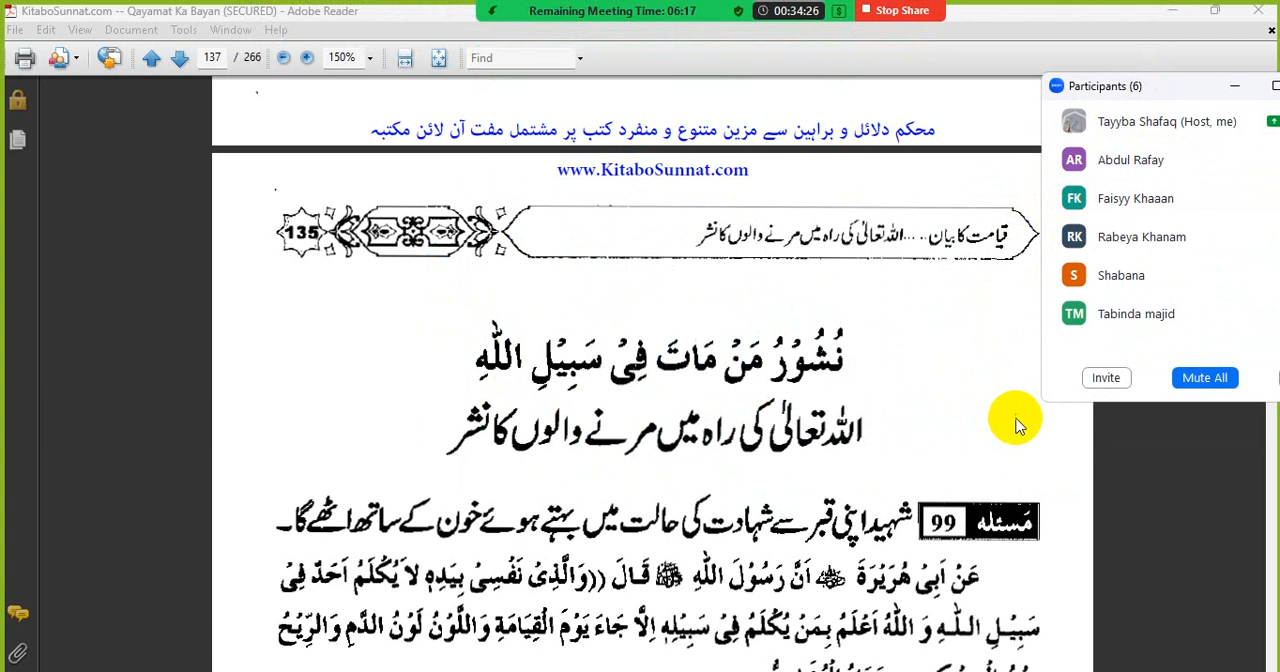 KitaboSunnat.com -- Qayamat Ka Bayan (SECURED) - Adobe Reader
Remaining Meeting Time: 06:17
00:34:26
Stop Share
File Edit View Document Tools Window Help
137 / 266
150%
Find
Participants (6)
Tayyba Shafaq (Host, me)
AR Abdul Rafay
FK Faisyy Khaaan
RK Rabeya Khanam
S Shabana
TM Tabinda majid
Invite
Mute All
محکم دلائل و براہین سے مزین متنوع و منفرد کتب پر مشتمل مفت آن لائن مکتبہ
www.KitaboSunnat.com
قیامت کا بیان .... اللہ تعالیٰ کی راہ میں مرنے والوں کا نشر
135
نُشُوْرُ مَنْ مَاتَ فِیْ سَبِیْلِ اللّٰہِ
اللہ تعالیٰ کی راہ میں مرنے والوں کا نشر
مَسئلہ 99 شہید اپنی قبر سے شہادت کی حالت میں بہتے ہوئے خون کے ساتھ اٹھے گا۔
عَنْ اَبِیْ هُرَیْرَةَ ؓ اَنَّ رَسُوْلَ اللّٰہِ ﷺ قَالَ ((وَالَّذِیْ نَفْسِیْ بِیَدِہٖ لاَ یُکْلَمُ اَحَدٌ فِیْ
سَبِیْلِ اللّٰہِ وَ اللّٰہُ اَعْلَمُ بِمَنْ یُکْلَمُ فِیْ سَبِیْلِہٖ اِلَّا جَاءَ یَوْمَ الْقِیَامَةِ وَاللَّوْنُ لَوْنُ الدَّمِ وَالرِّیْحُ